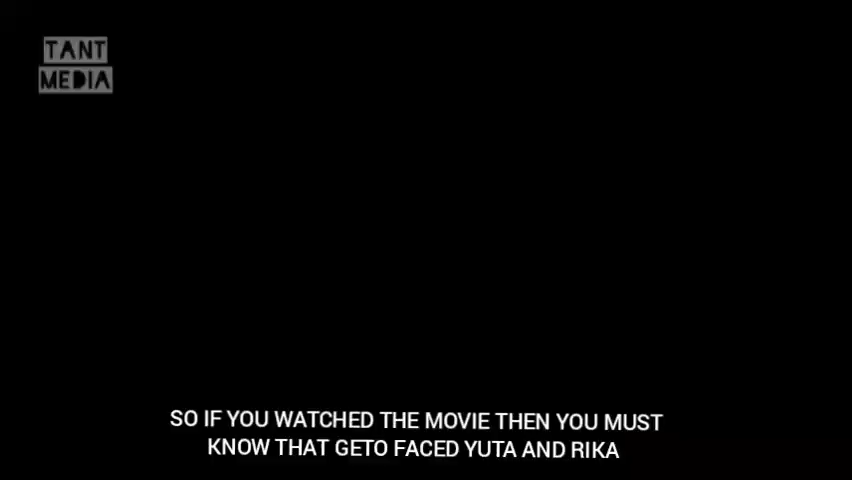 TANT
MEDIA
SO IF YOU WATCHED THE MOVIE THEN YOU MUST
KNOW THAT GETO FACED YUTA AND RIKA